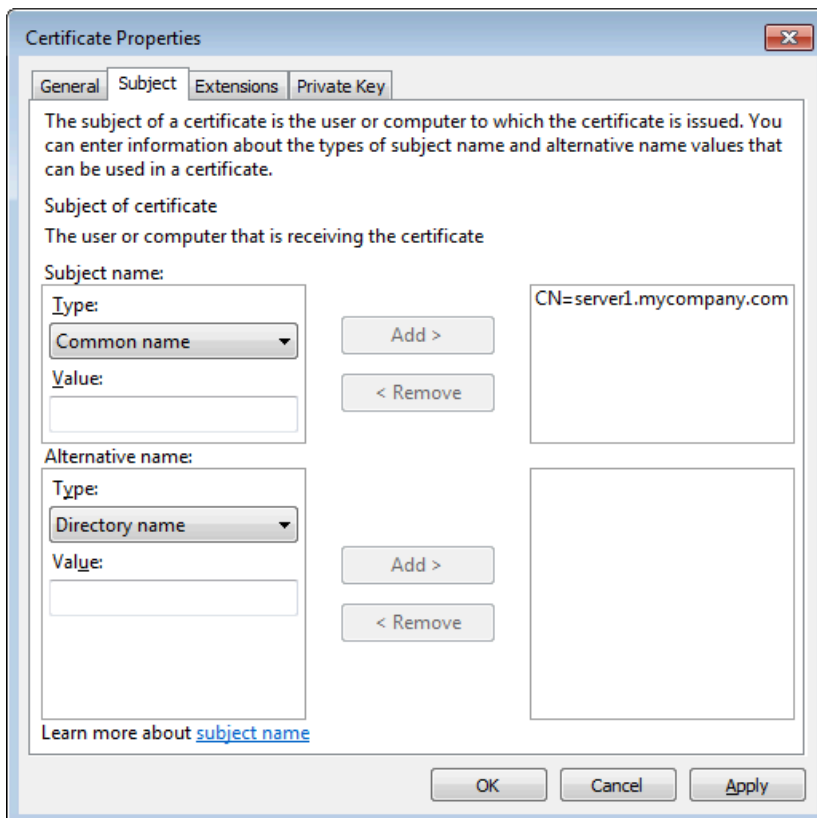 Certificate Properties
General Subject Extensions Private Key
The subject of a certificate is the user or computer to which the certificate is issued. You
can enter information about the types of subject name and alternative name values that
can be used in a certificate.
Subject of certificate
The user or computer that is receiving the certificate
Subject name:
Type:
Common name
Value:
Add >
< Remove
CN=server1.mycompany.com
Alternative name:
Type:
Directory name
Value:
Add >
< Remove
Learn more about subject name
OK Cancel Apply